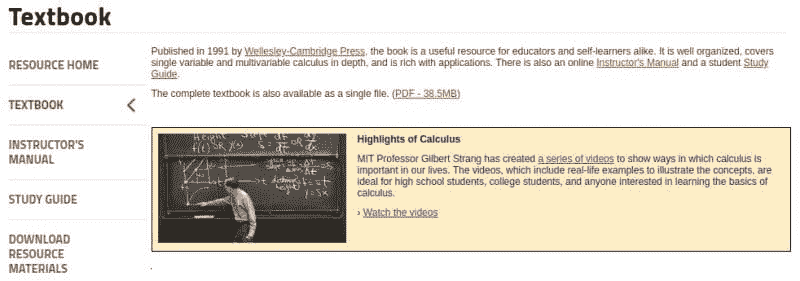 Textbook
RESOURCE HOME
TEXTBOOK
INSTRUCTOR'S
MANUAL
STUDY GUIDE
DOWNLOAD
RESOURCE
MATERIALS
Published in 1991 by Wellesley-Cambridge Press, the book is a useful resource for educators and self-learners alike. It is well organized, covers
single variable and multivariable calculus in depth, and is rich with applications. There is also an online Instructor's Manual and a student Study
Guide.
The complete textbook is also available as a single file. (PDF - 38.5MB)
Height
f(t)
Highlights of Calculus
MIT Professor Gilbert Strang has created a series of videos to show ways in which calculus is
important in our lives. The videos, which include real-life examples to illustrate the concepts, are
ideal for high school students, college students, and anyone interested in learning the basics of
calculus.
› Watch the videos